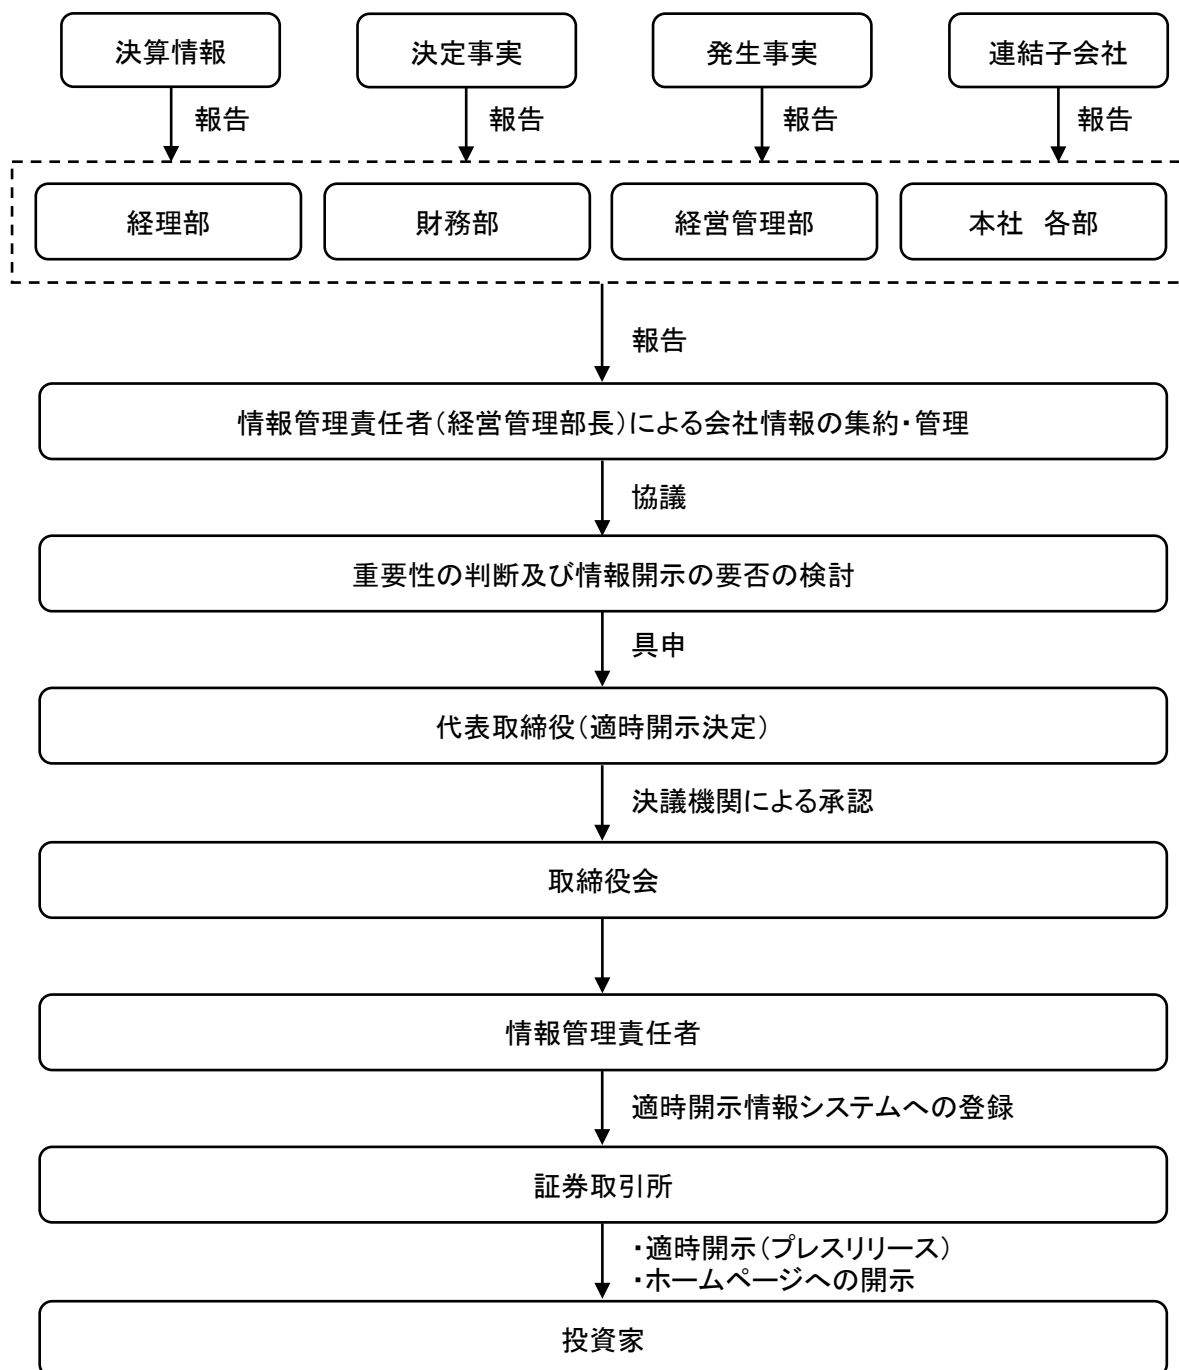 決算情報
決定事実
発生事実
連結子会社
報告
報告
報告
報告
経理部
財務部
経営管理部
本社　各部
報告
情報管理責任者（経営管理部長）による会社情報の集約・管理
協議
重要性の判断及び情報開示の要否の検討
具申
代表取締役（適時開示決定）
決議機関による承認
取締役会
情報管理責任者
適時開示情報システムへの登録
証券取引所
・適時開示（プレスリリース）
・ホームページへの開示
投資家